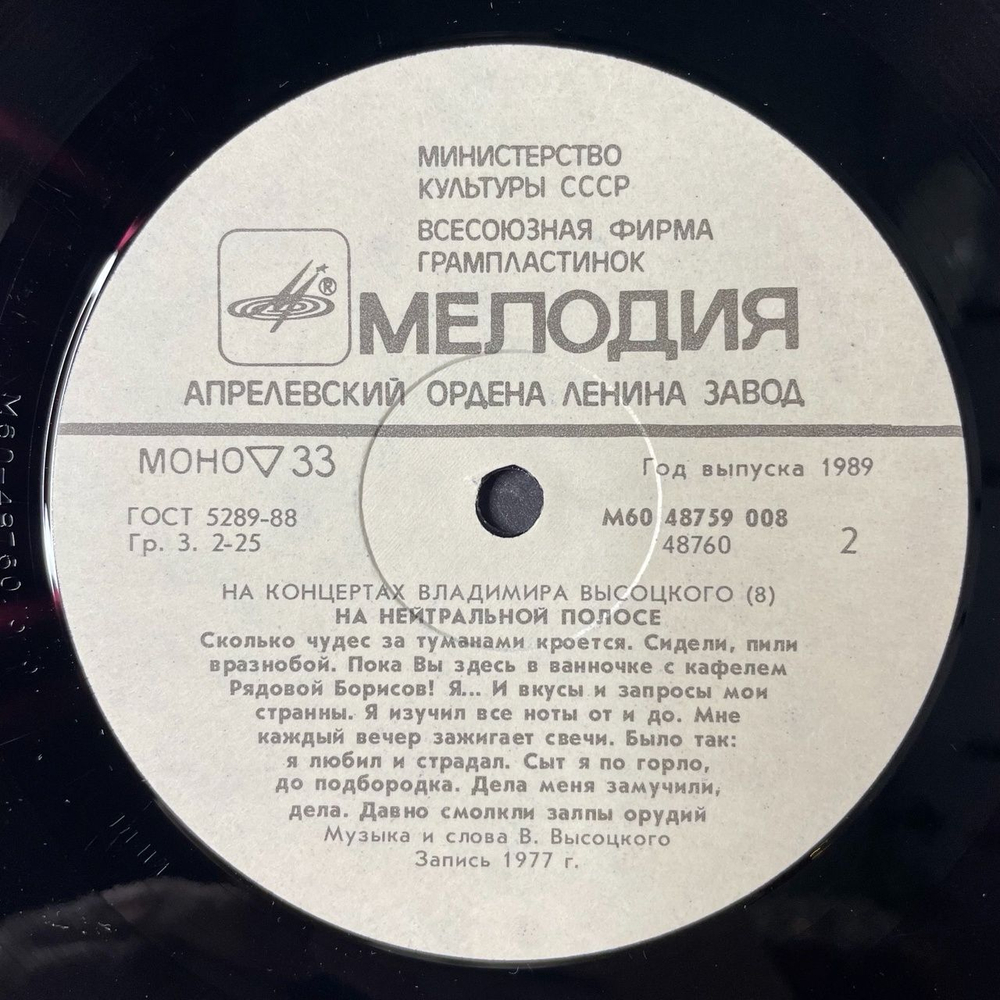 МИНИСТЕРСТВО
КУЛЬТУРЫ СССР
ВСЕСОЮЗНАЯ ФИРМА
ГРАМПЛАСТИНОК
®
МЕЛОДИЯ
АПРЕЛЕВСКИЙ ОРДЕНА ЛЕНИНА ЗАВОД
МОНО ▽ 33
Год выпуска 1989
ГОСТ 5289-88
Гр. 3. 2-25
М60 48759 008
48760
2
НА КОНЦЕРТАХ ВЛАДИМИРА ВЫСОЦКОГО (8)
НА НЕЙТРАЛЬНОЙ ПОЛОСЕ
Сколько чудес за туманами кроется. Сидели, пили
вразнобой. Пока Вы здесь в ванночке с кафелем
Рядовой Борисов! Я... И вкусы и запросы мои
странны. Я изучил все ноты от и до. Мне
каждый вечер зажигает свечи. Было так:
я любил и страдал. Сыт я по горло,
до подбородка. Дела меня замучили,
дела. Давно смолкли залпы орудий
Музыка и слова В. Высоцкого
Запись 1977 г.
М60-48760